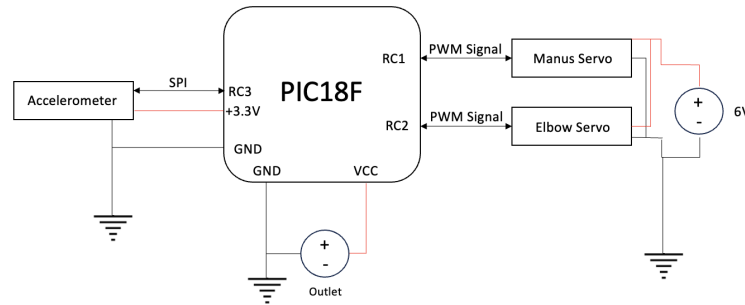 PWM Signal
RC1
Manus Servo
SPI
RC3
PIC18F
Accelerometer
+3.3V
+
-
6V
PWM Signal
RC2
Elbow Servo
GND
GND
VCC
+
-
Outlet